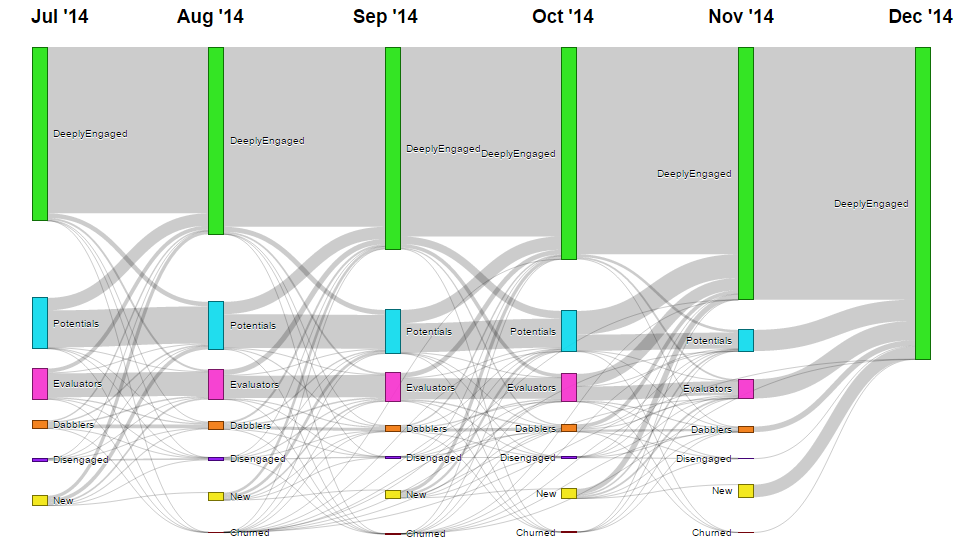 Jul '14 Aug '14 Sep '14 Oct '14 Nov '14 Dec '14
DeeplyEngaged DeeplyEngaged DeeplyEngaged DeeplyEngaged DeeplyEngaged DeeplyEngaged
Potentials Potentials Potentials Potentials Potentials
Evaluators Evaluators Evaluators Evaluators Evaluators
Dabblers Dabblers Dabblers Dabblers Dabblers
Disengaged Disengaged Disengaged Disengaged Disengaged
New New New New New
Churned Churned Churned Churned